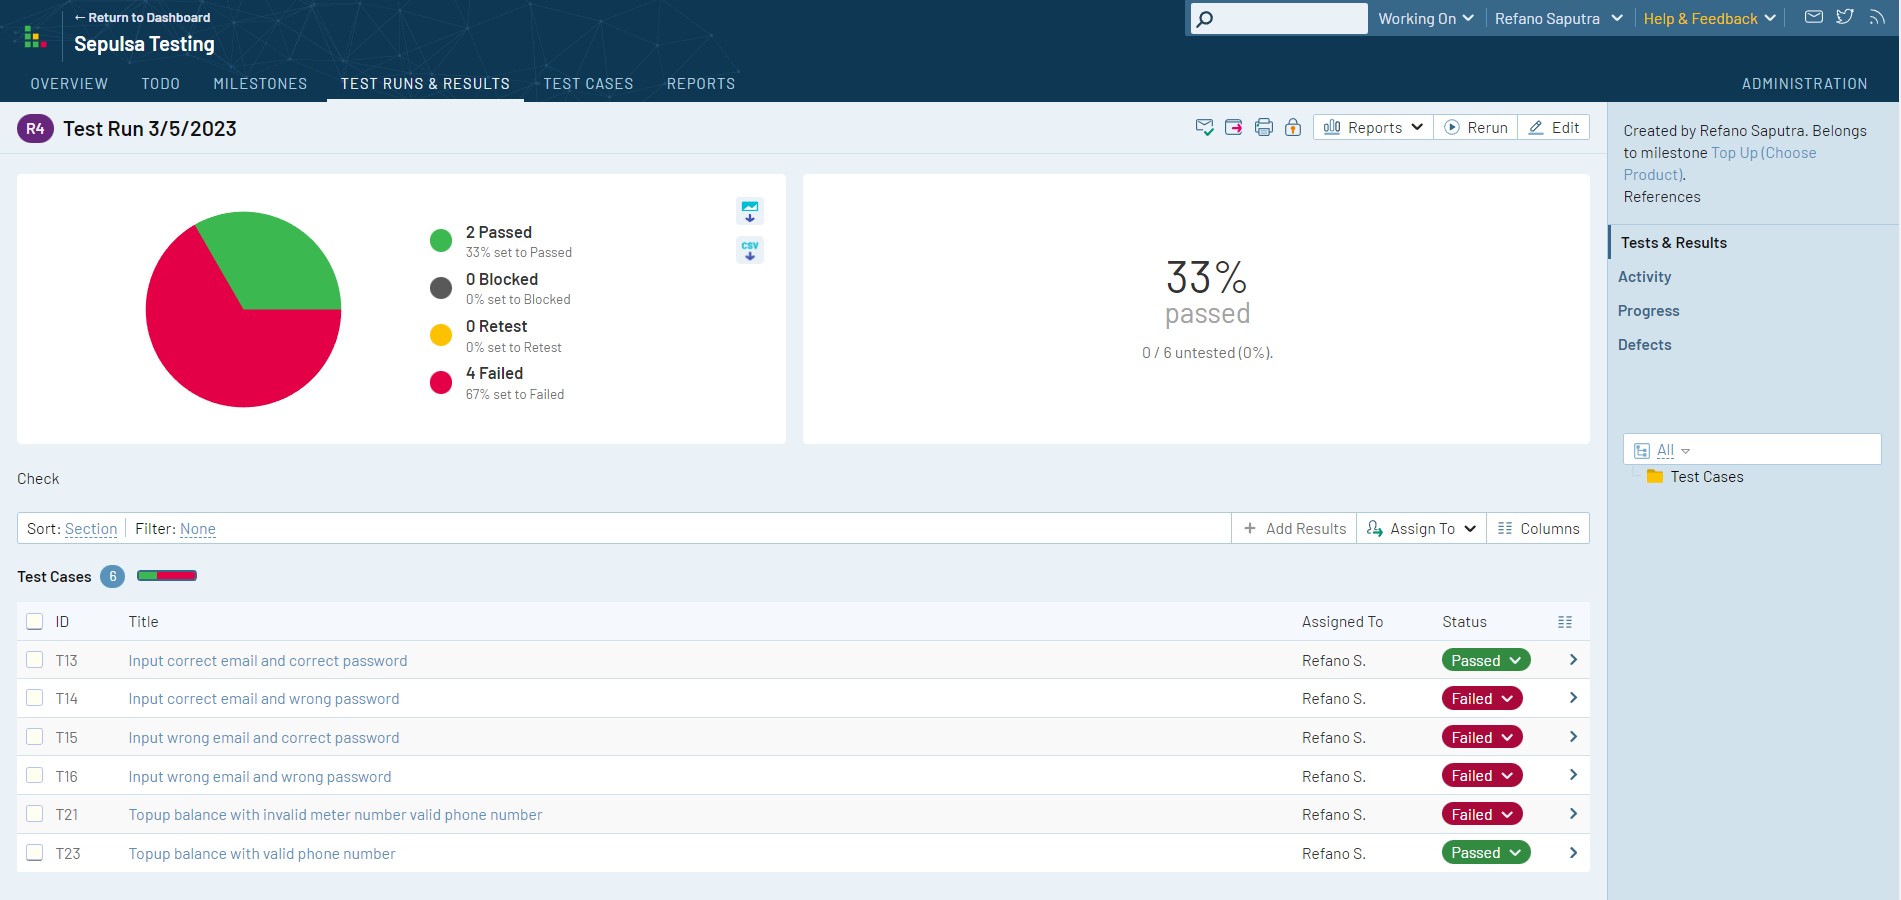 ← Return to Dashboard
Sepulsa Testing
Working On
Refano Saputra
Help & Feedback
OVERVIEW
TODO
MILESTONES
TEST RUNS & RESULTS
TEST CASES
REPORTS
ADMINISTRATION
R4 Test Run 3/5/2023
Reports
Rerun
Edit
2 Passed
33% set to Passed
0 Blocked
0% set to Blocked
0 Retest
0% set to Retest
4 Failed
67% set to Failed
CSV
33%
passed
0 / 6 untested (0%).
Check
Sort: Section Filter: None
+ Add Results
Assign To
Columns
Test Cases 6
ID Title Assigned To Status
T13 Input correct email and correct password Refano S. Passed
T14 Input correct email and wrong password Refano S. Failed
T15 Input wrong email and correct password Refano S. Failed
T16 Input wrong email and wrong password Refano S. Failed
T21 Topup balance with invalid meter number valid phone number Refano S. Failed
T23 Topup balance with valid phone number Refano S. Passed
Created by Refano Saputra. Belongs
to milestone Top Up (Choose
Product).
References
Tests & Results
Activity
Progress
Defects
All
Test Cases